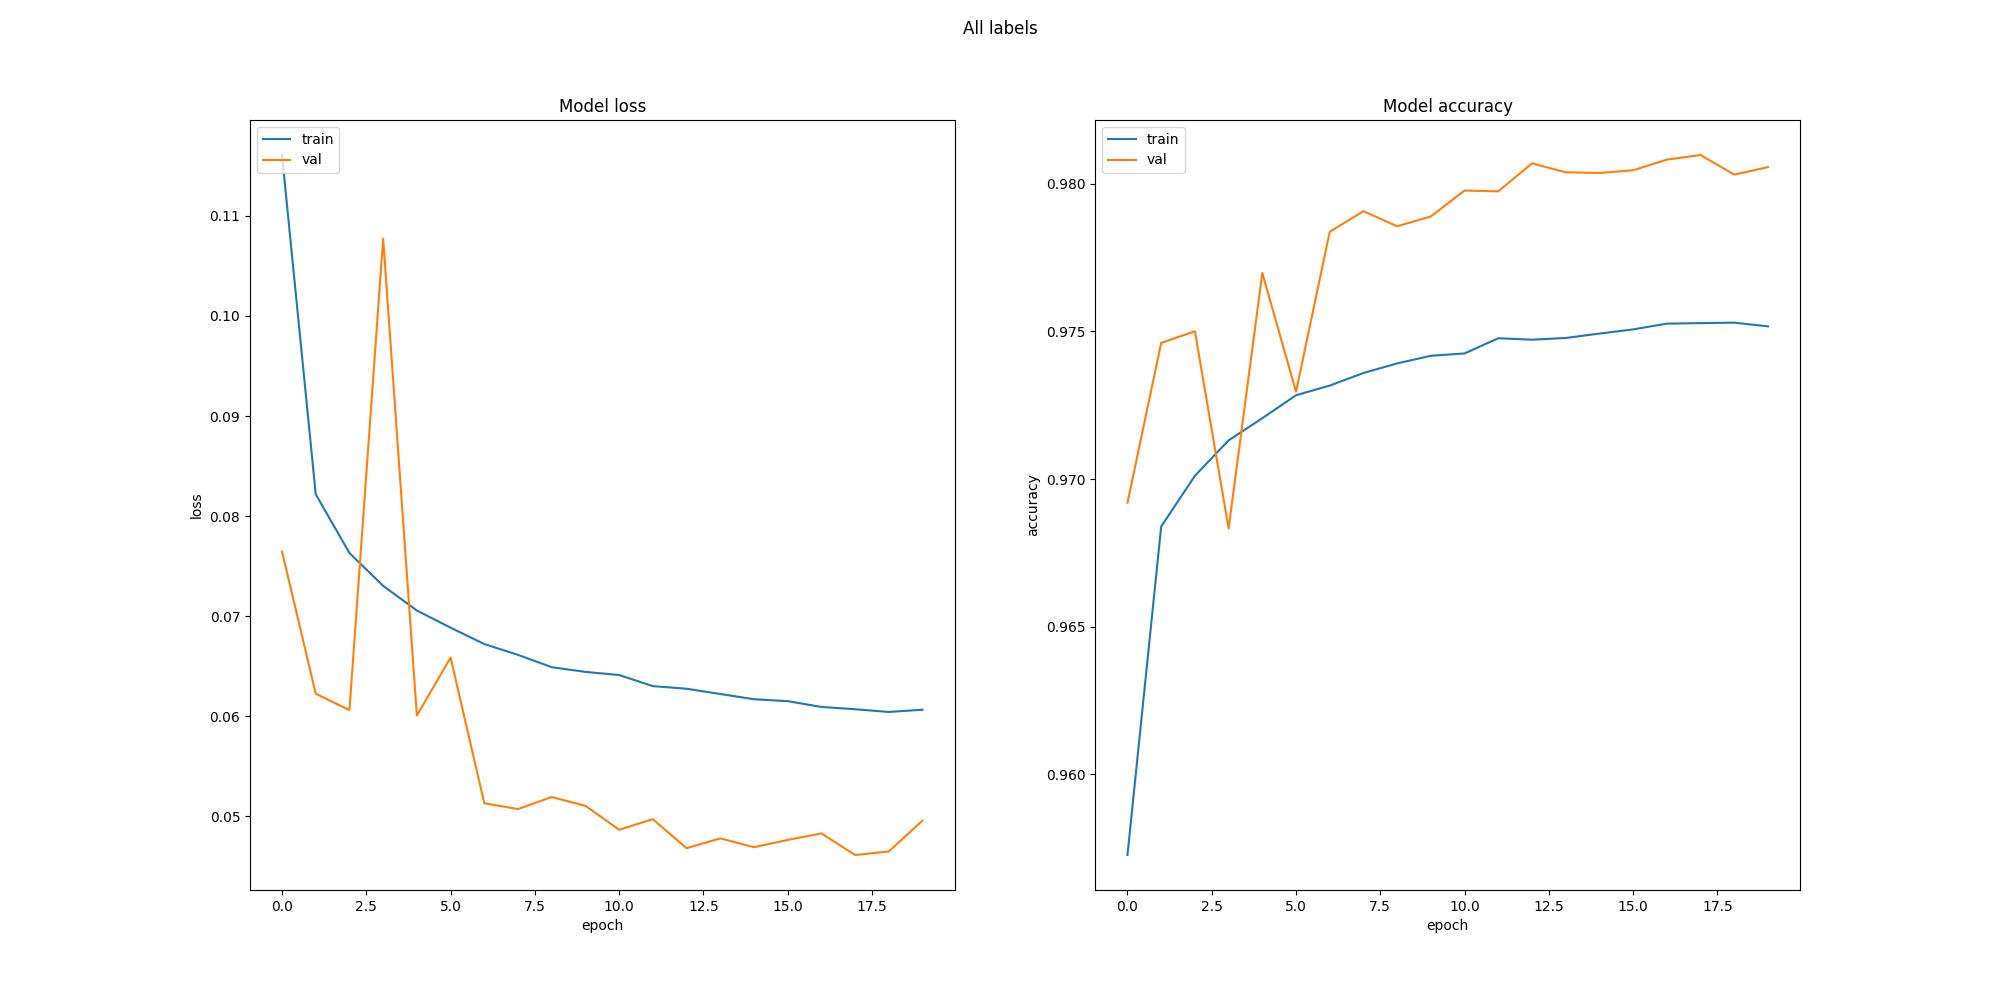 All labels
Model loss
train
val
0.11
0.10
0.09
0.08
0.07
0.06
0.05
loss
0.0 2.5 5.0 7.5 10.0 12.5 15.0 17.5
epoch
Model accuracy
train
val
0.980
0.975
0.970
0.965
0.960
accuracy
0.0 2.5 5.0 7.5 10.0 12.5 15.0 17.5
epoch